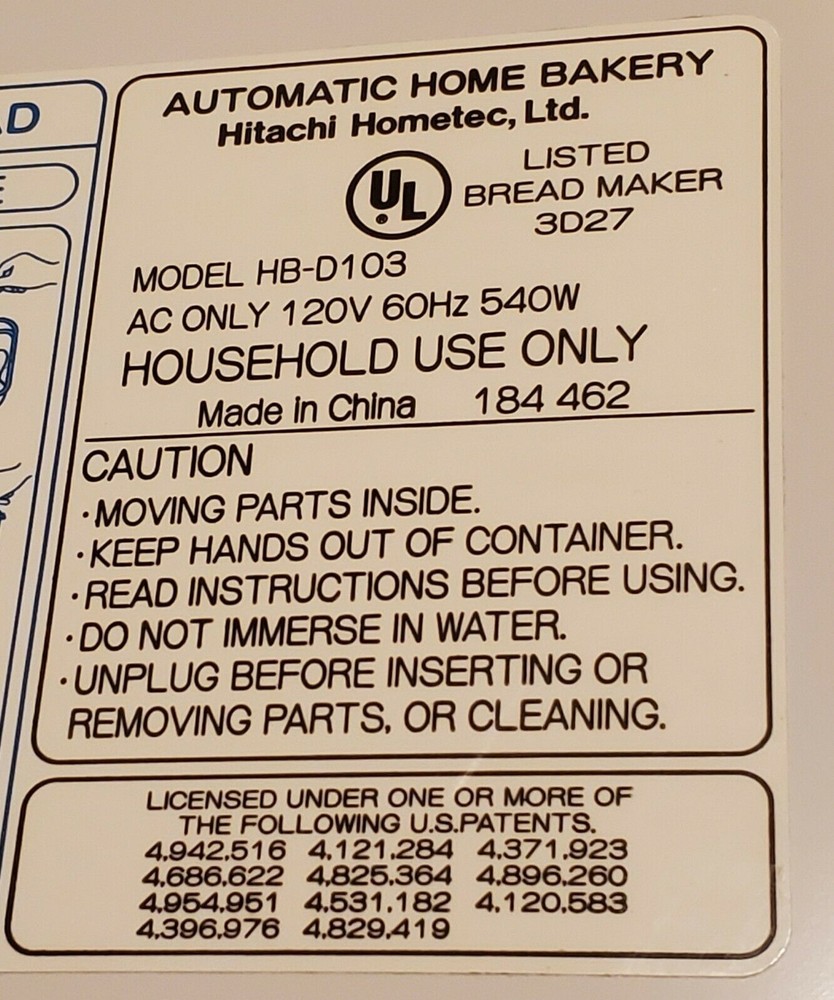 AUTOMATIC HOME BAKERY
Hitachi Hometec, Ltd.
UL
®
LISTED
BREAD MAKER
3D27
MODEL HB-D103
AC ONLY 120V 60Hz 540W
HOUSEHOLD USE ONLY
Made in China 184 462
CAUTION
·MOVING PARTS INSIDE.
·KEEP HANDS OUT OF CONTAINER.
·READ INSTRUCTIONS BEFORE USING.
·DO NOT IMMERSE IN WATER.
·UNPLUG BEFORE INSERTING OR
REMOVING PARTS, OR CLEANING.
LICENSED UNDER ONE OR MORE OF
THE FOLLOWING U.S.PATENTS.
4,942,516 4,121,284 4,371,923
4,686,622 4,825,364 4,896,260
4,954,951 4,531,182 4,120,583
4,396,976 4,829,419